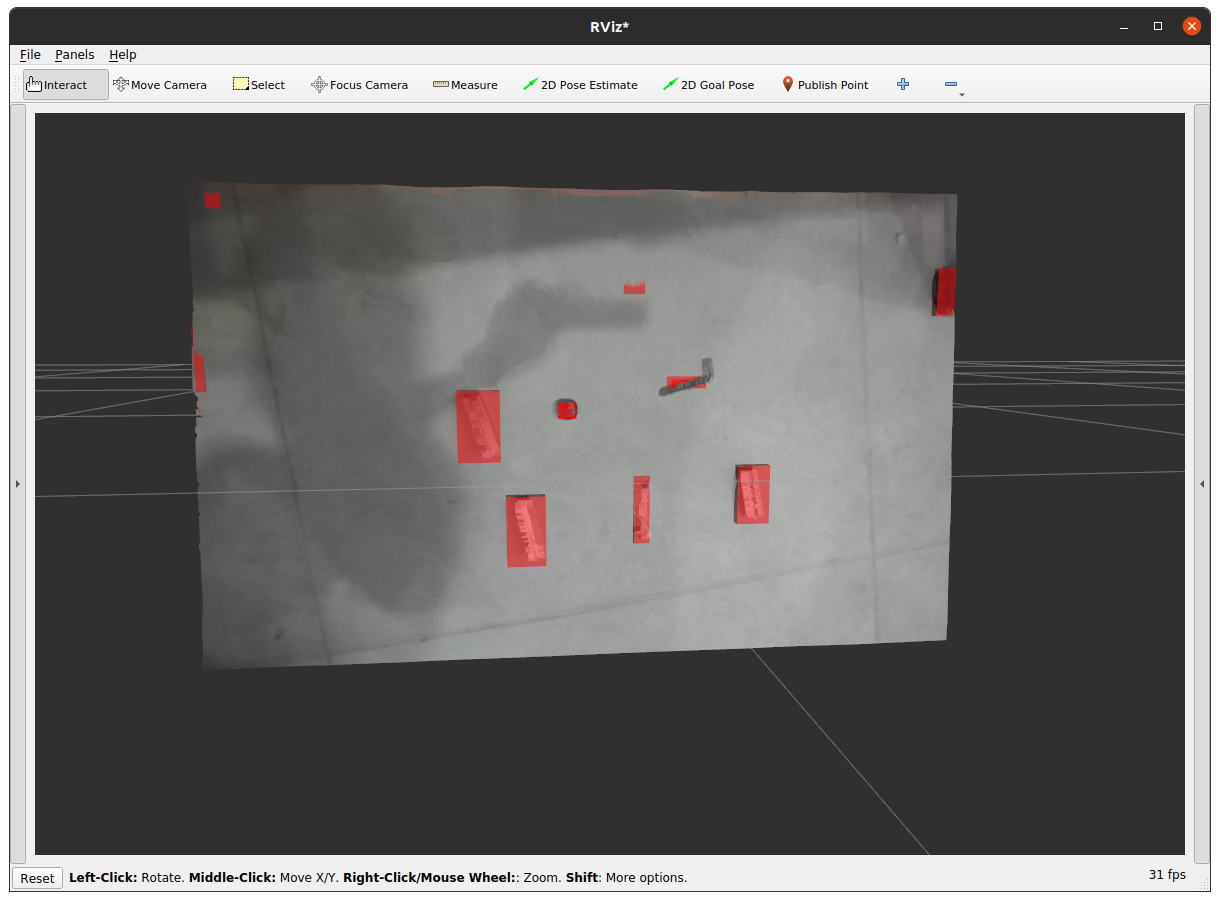 RViz*
File Panels Help
Interact Move Camera Select Focus Camera Measure 2D Pose Estimate 2D Goal Pose Publish Point
Reset Left-Click: Rotate. Middle-Click: Move X/Y. Right-Click/Mouse Wheel:: Zoom. Shift: More options. 31 fps